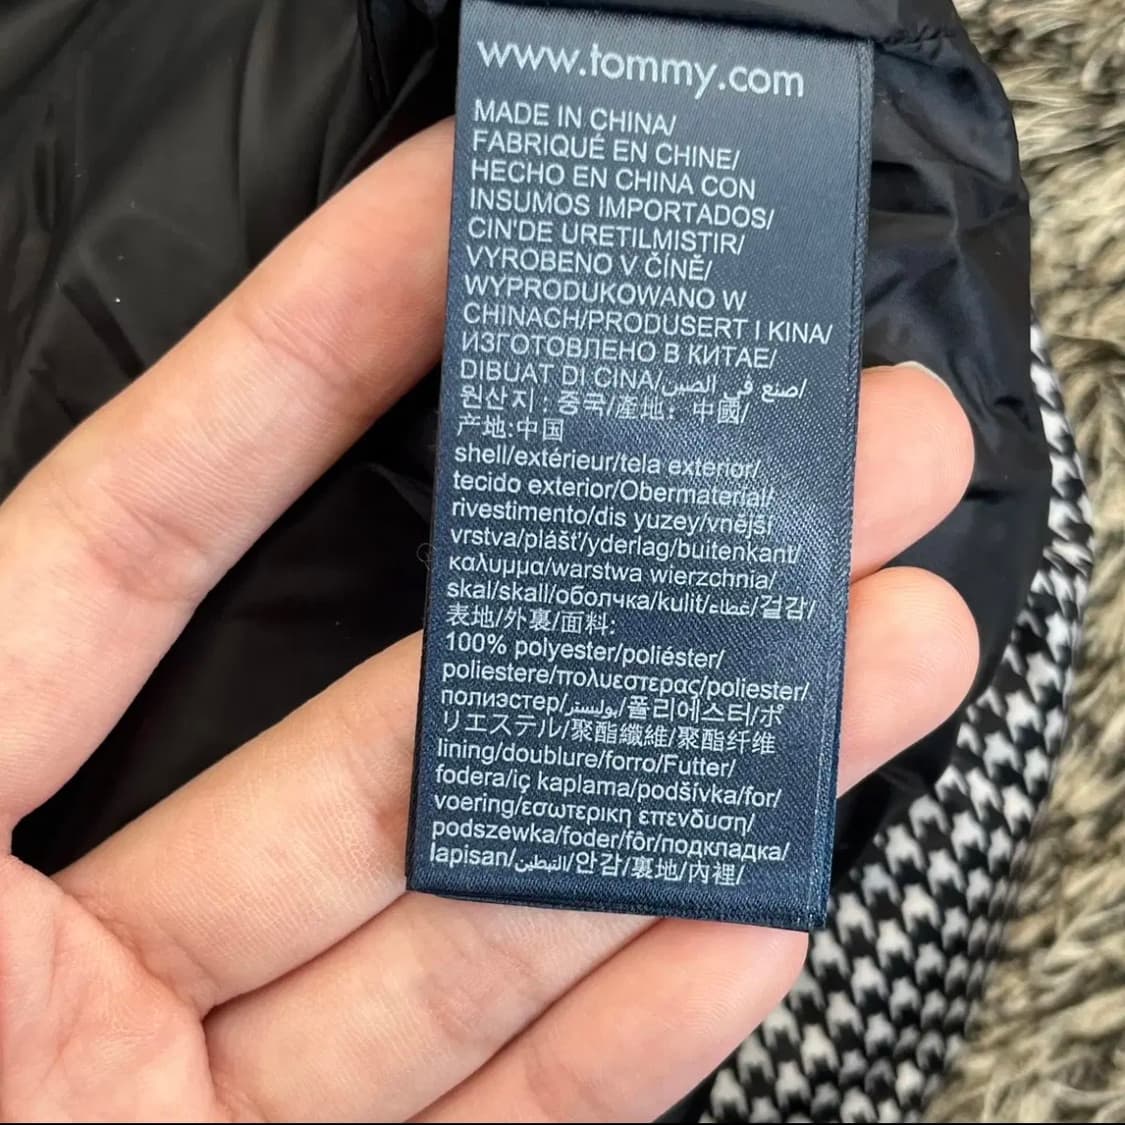 www.tommy.com
MADE IN CHINA/
FABRIQUÉ EN CHINE/
HECHO EN CHINA CON
INSUMOS IMPORTADOS/
CIN'DE URETILMISTIR/
VYROBENO V ČÍNĚ/
WYPRODUKOWANO W
CHINACH/PRODUSERT I KINA/
ИЗГОТОВЛЕНО В КИТАЕ/
DIBUAT DI CINA/صنع في الصين/
원산지: 중국/產地: 中國/
产地:中国
shell/extérieur/tela exterior/
tecido exterior/Obermaterial/
rivestimento/dis yuzey/vnější
vrstva/plášť/yderlag/buitenkant/
καλυμμα/warstwa wierzchnia/
skal/skall/оболчка/kulit/غطاء/겉감/
表地/外裏/面料:
100% polyester/poliéster/
poliestere/πολυεστερας/poliester/
полиэстер/بوليستر/폴리에스터/ポ
リエステル/聚酯纖維/聚酯纤维
lining/doublure/forro/Futter/
fodera/iç kaplama/podšívka/for/
voering/εσωτερικη επενδυση/
podszewka/foder/fôr/подкладка/
lapisan/التبطين/안감/裏地/內裡/